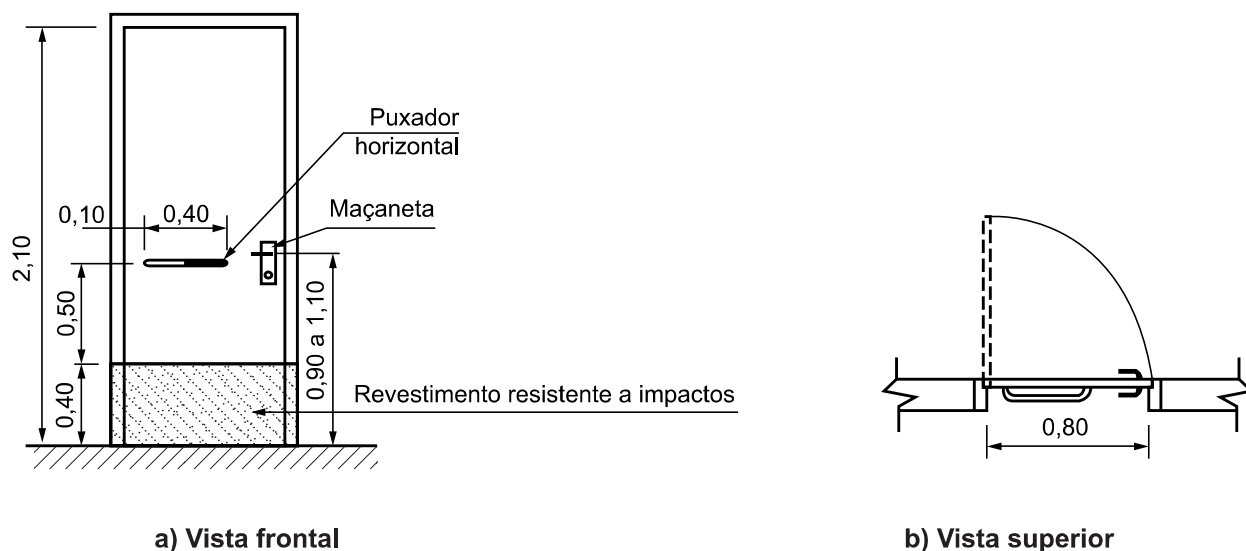 Puxador
horizontal
0,10
0,40
Maçaneta
2,10
0,50
0,90 a 1,10
0,40
Revestimento resistente a impactos
0,80
a) Vista frontal
b) Vista superior